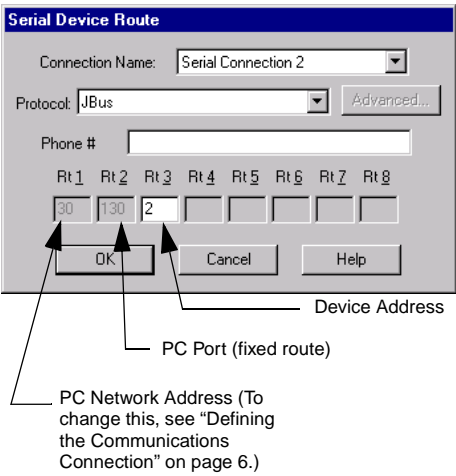 Serial Device Route
Connection Name: Serial Connection 2
Protocol: JBus Advanced...
Phone #
Rt 1 Rt 2 Rt 3 Rt 4 Rt 5 Rt 6 Rt 7 Rt 8
30 130 2
OK Cancel Help
Device Address
PC Port (fixed route)
PC Network Address (To
change this, see “Defining
the Communications
Connection” on page 6.)